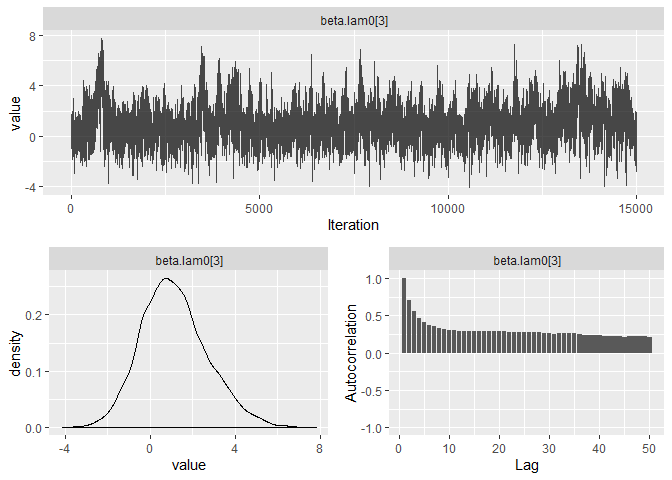 beta.lam0[3]
value
8
4
0
-4
0
5000
10000
15000
Iteration
beta.lam0[3]
density
0.2
0.1
0.0
-4
0
4
8
value
beta.lam0[3]
Autocorrelation
1.0
0.5
0.0
-0.5
-1.0
0
10
20
30
40
50
Lag